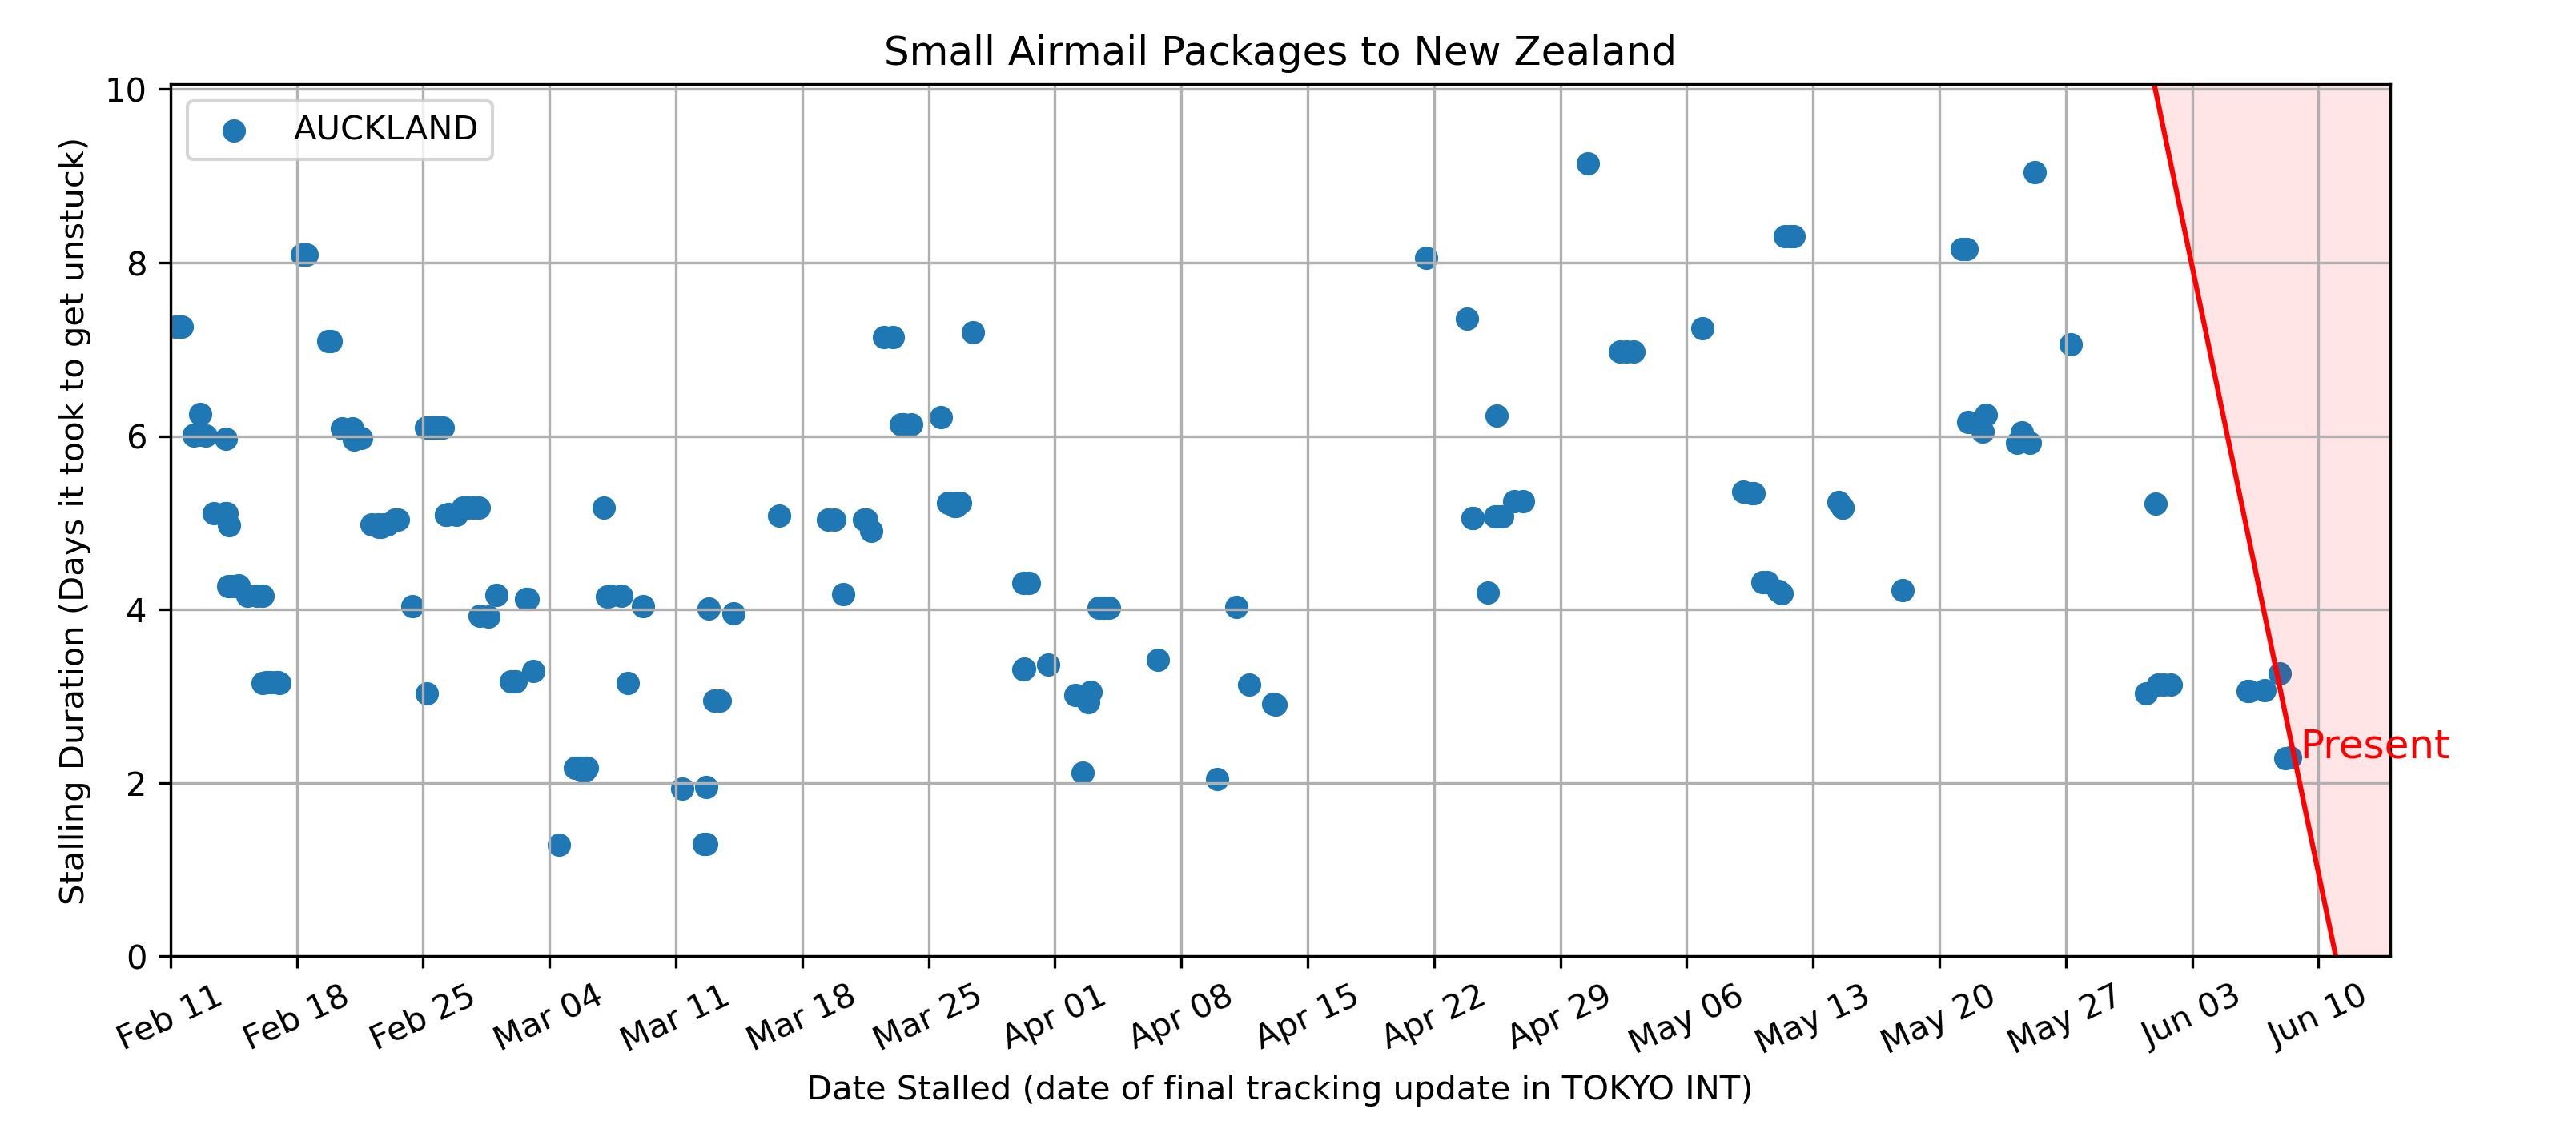 Small Airmail Packages to New Zealand
AUCKLAND
Stalling Duration (Days it took to get unstuck)
10
8
6
4
2
0
Present
Feb 11
Feb 18
Feb 25
Mar 04
Mar 11
Mar 18
Mar 25
Apr 01
Apr 08
Apr 15
Apr 22
Apr 29
May 06
May 13
May 20
May 27
Jun 03
Jun 10
Date Stalled (date of final tracking update in TOKYO INT)